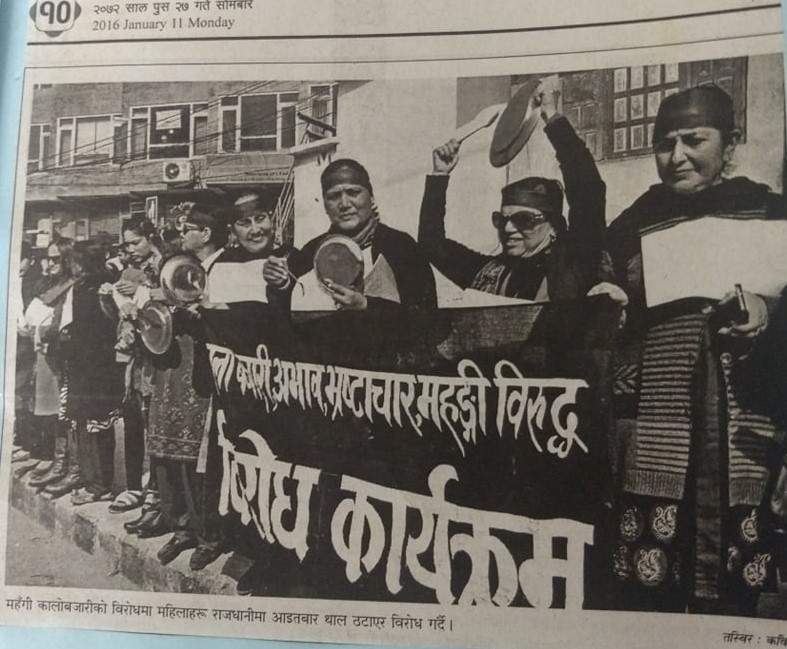 १०
२०७२ साल पुस २७ गते सोमबार
2016 January 11 Monday
अभाव,भ्रष्टाचार,महङ्गी विरुद्ध
विरोध कार्यक्रम
महँगी कालोबजारीको विरोधमा महिलाहरू राजधानीमा आइतबार थाल ठटाएर विरोध गर्दै ।
तस्बिर :